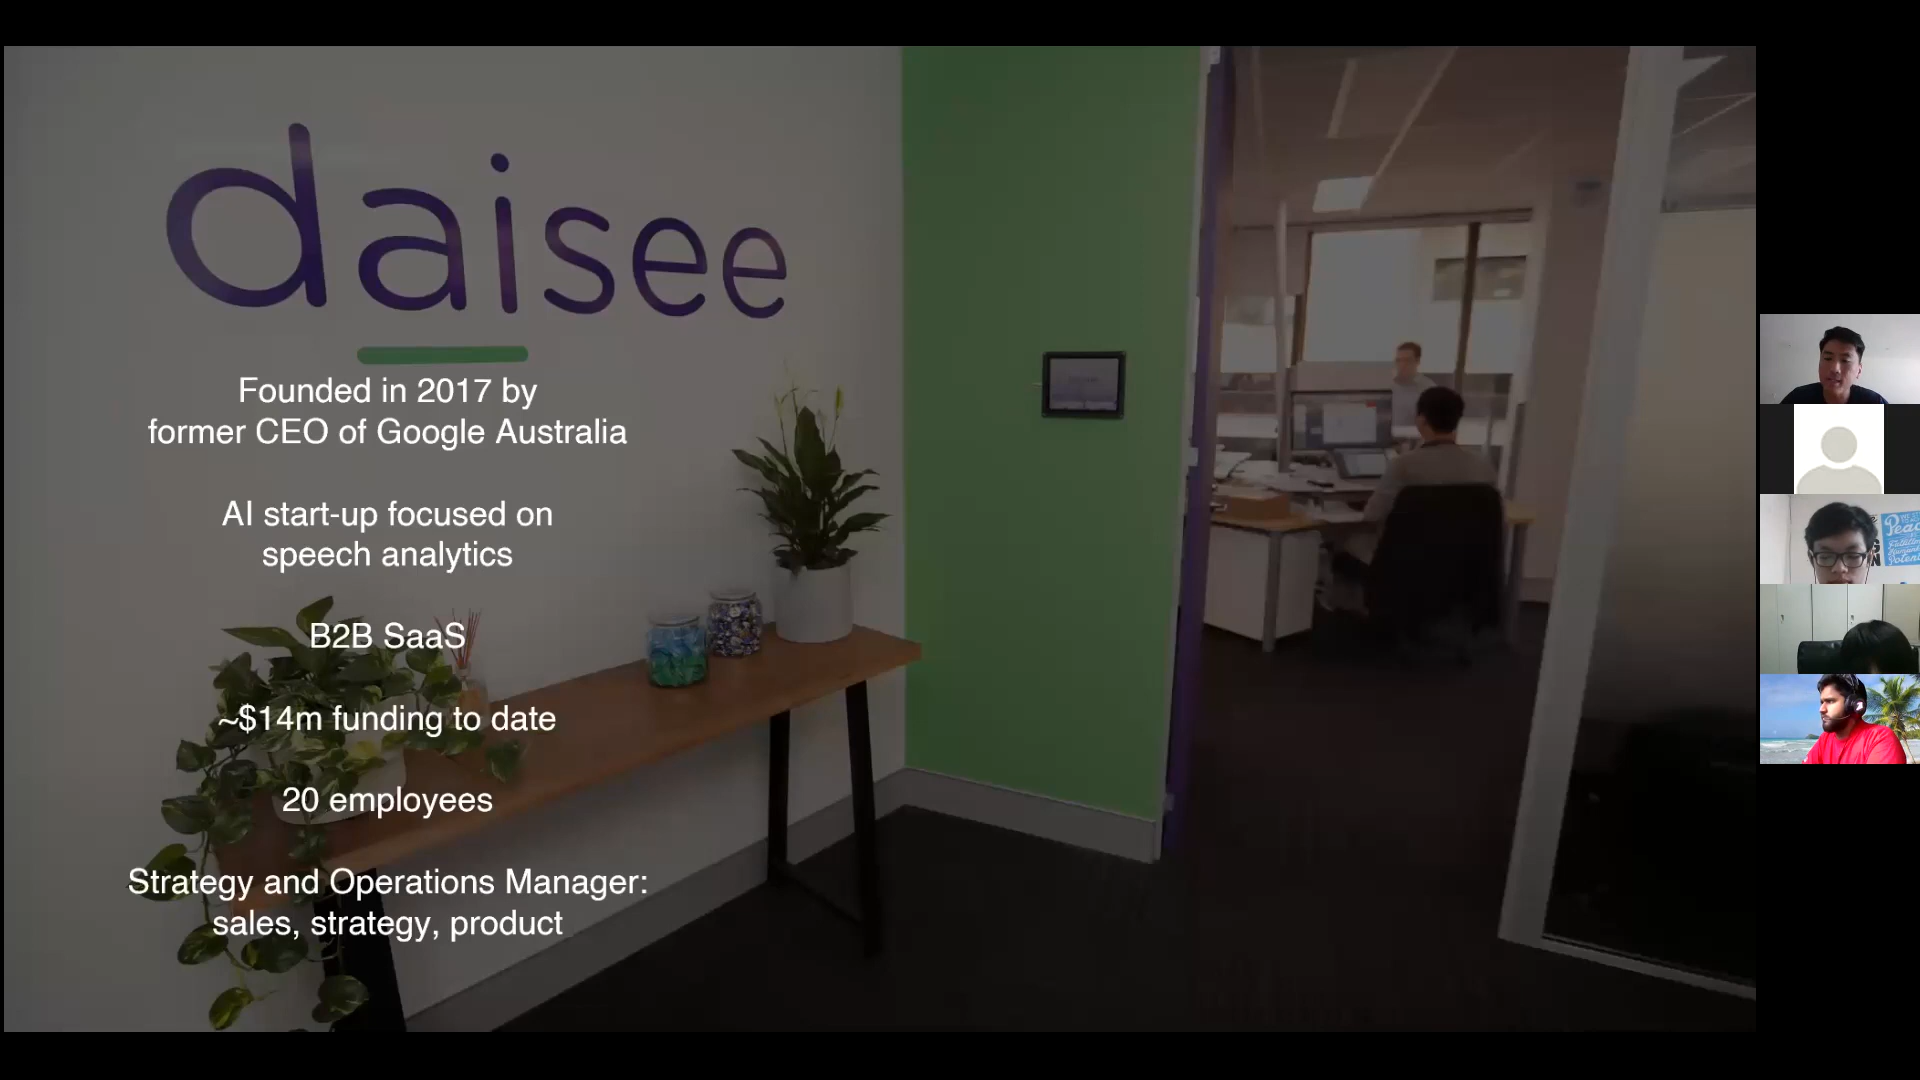 daisee
Founded in 2017 by
former CEO of Google Australia
AI start-up focused on
speech analytics
B2B SaaS
~$14m funding to date
20 employees
Strategy and Operations Manager:
sales, strategy, product